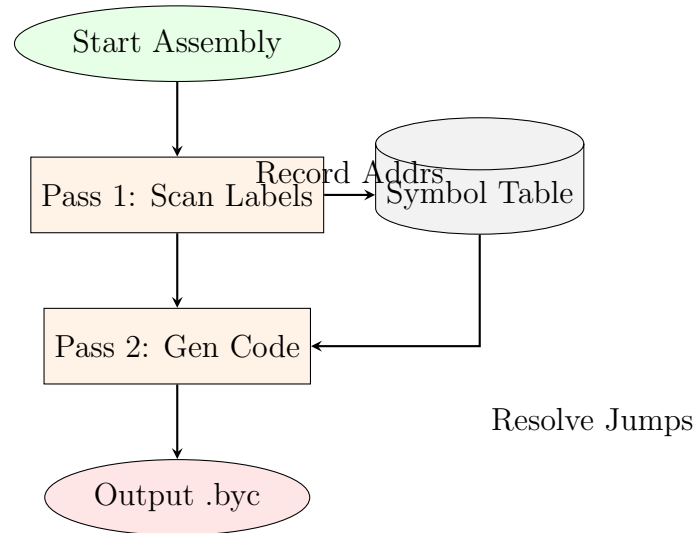 Start Assembly
Record Addrs
Pass 1: Scan Labels
Symbol Table
Pass 2: Gen Code
Resolve Jumps
Output .byc